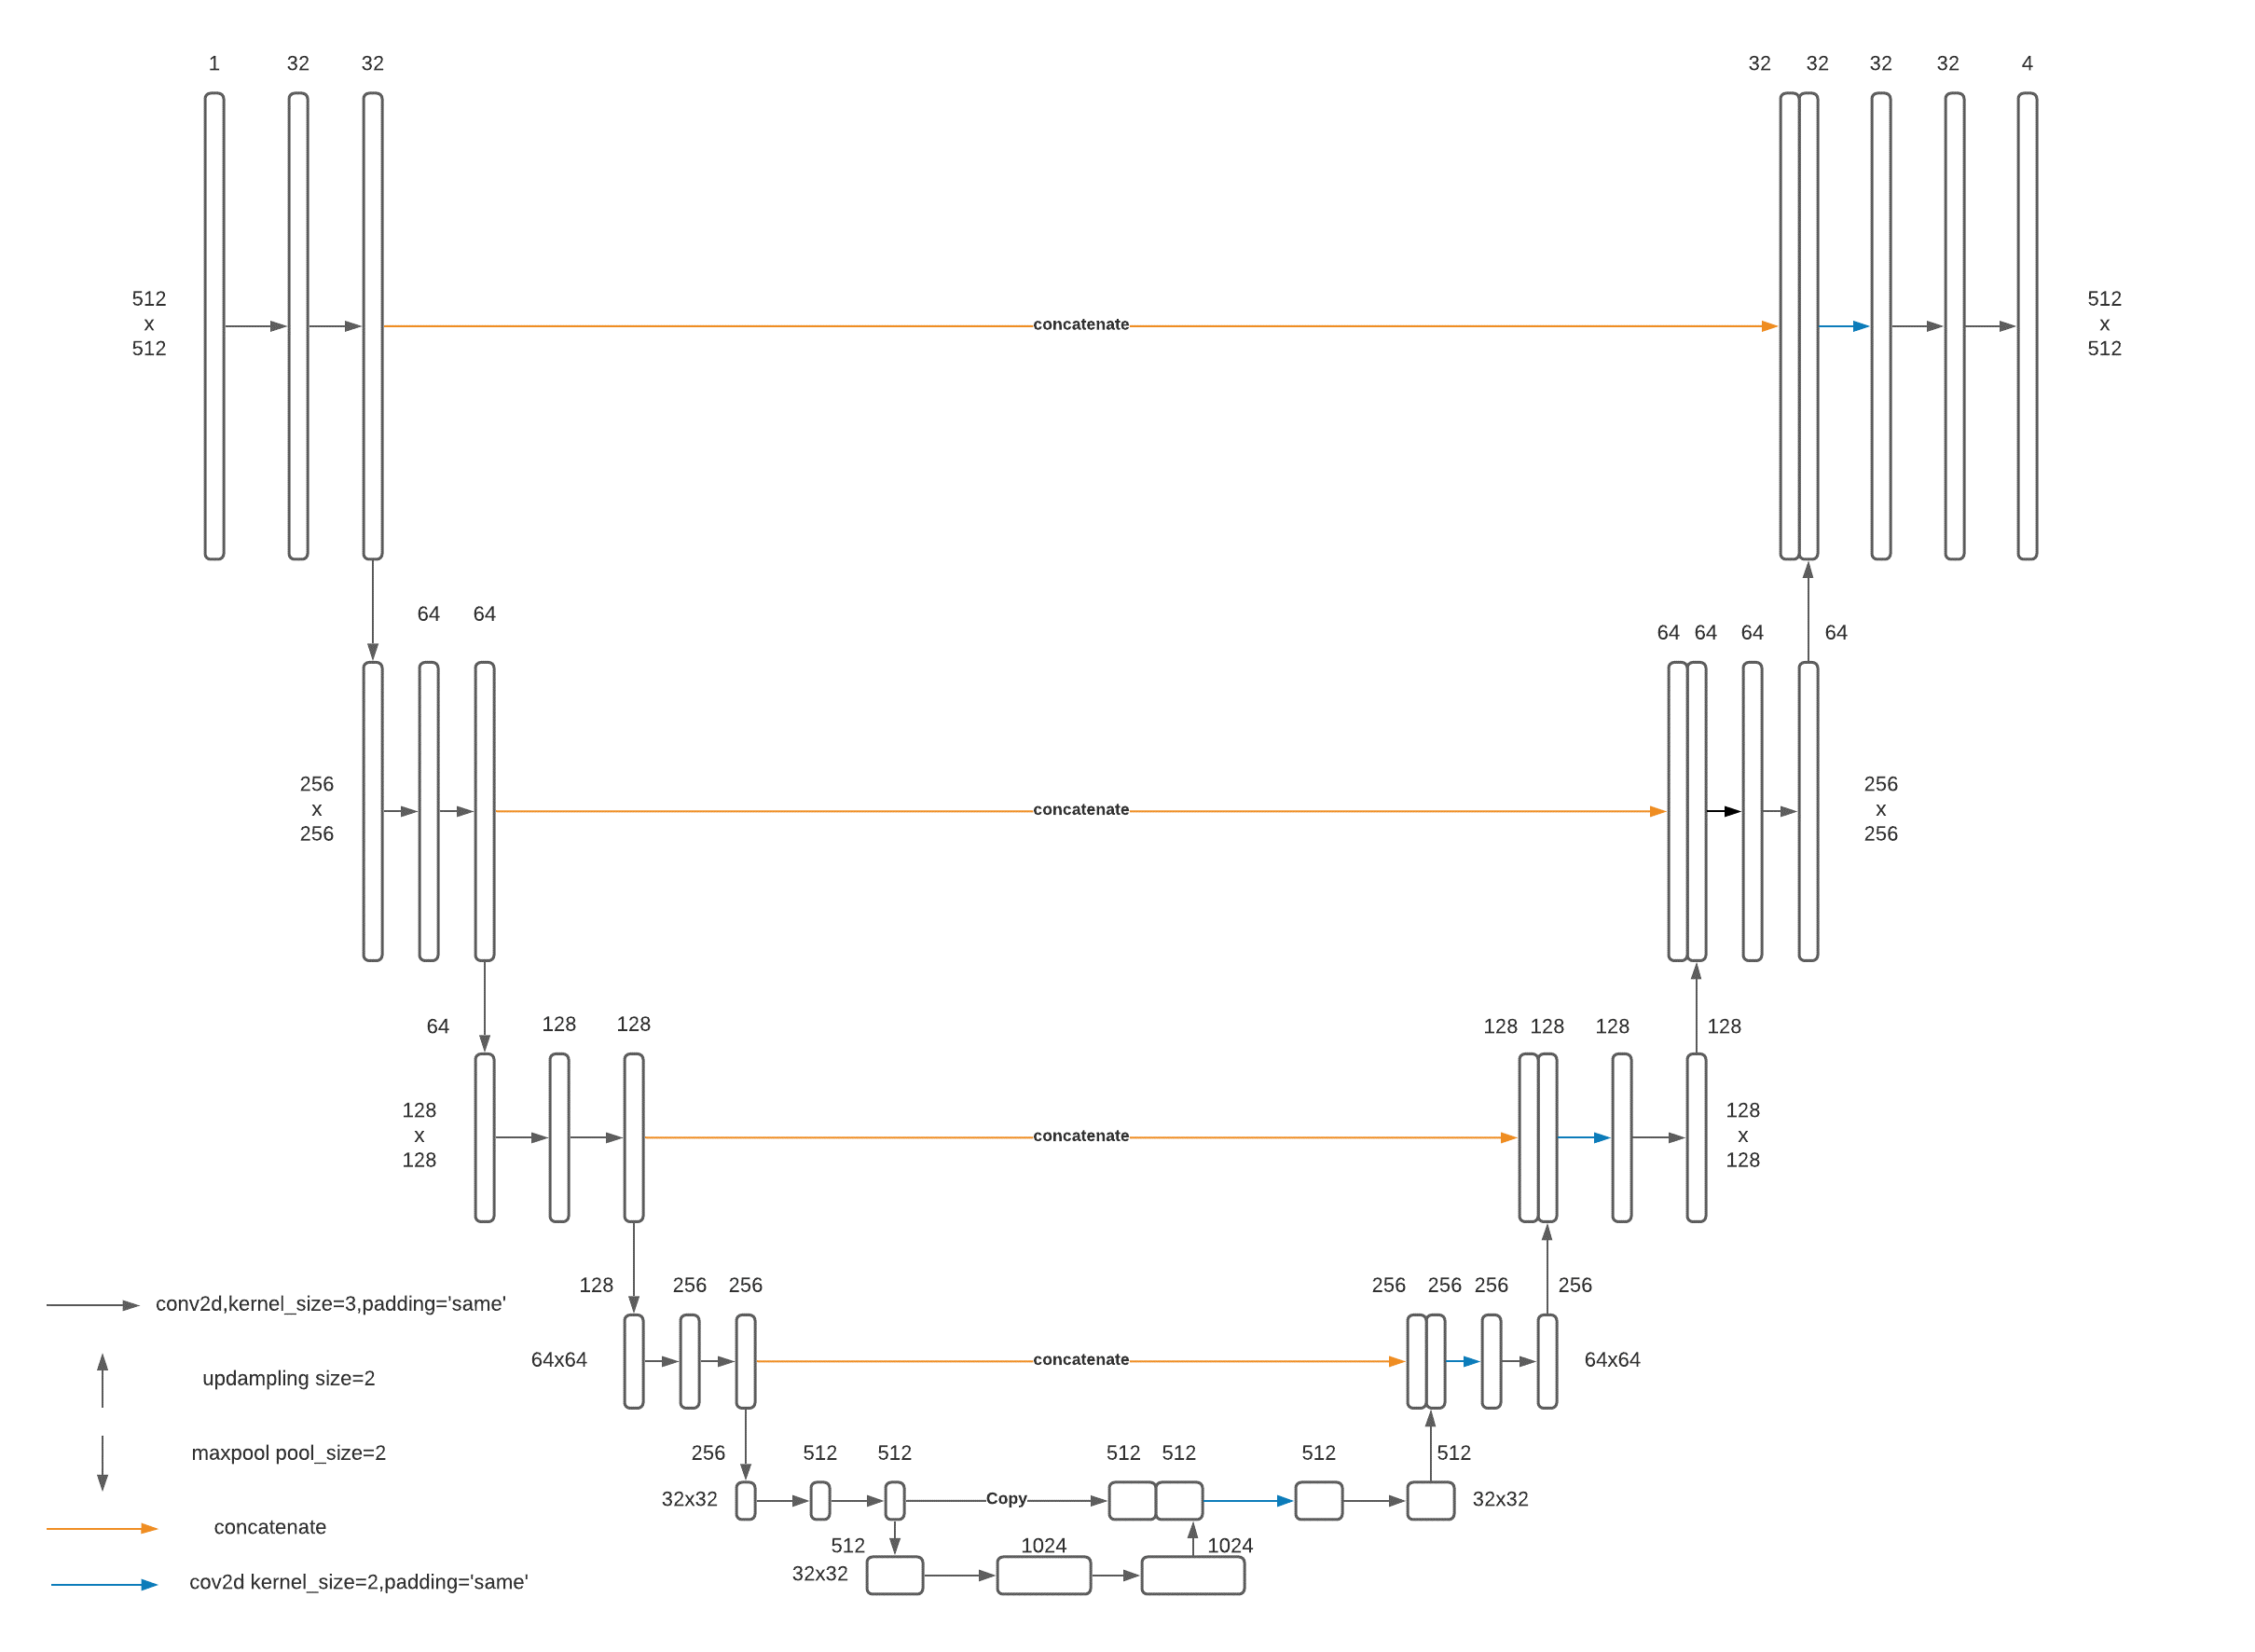 1 32 32 32 32 32 32 4
512
x
512
concatenate
512
x
512
64 64 64 64 64 64
256
x
256
concatenate
256
x
256
64 128 128 128 128 128 128
128
x
128
concatenate
128
x
128
128 256 256 256 256 256 256
conv2d,kernel_size=3,padding='same'
64x64 concatenate 64x64
updampling size=2
256 512 512 512 512 512 512
maxpool pool_size=2
32x32 Copy 32x32
concatenate
512 1024 1024
32x32
cov2d kernel_size=2,padding='same'